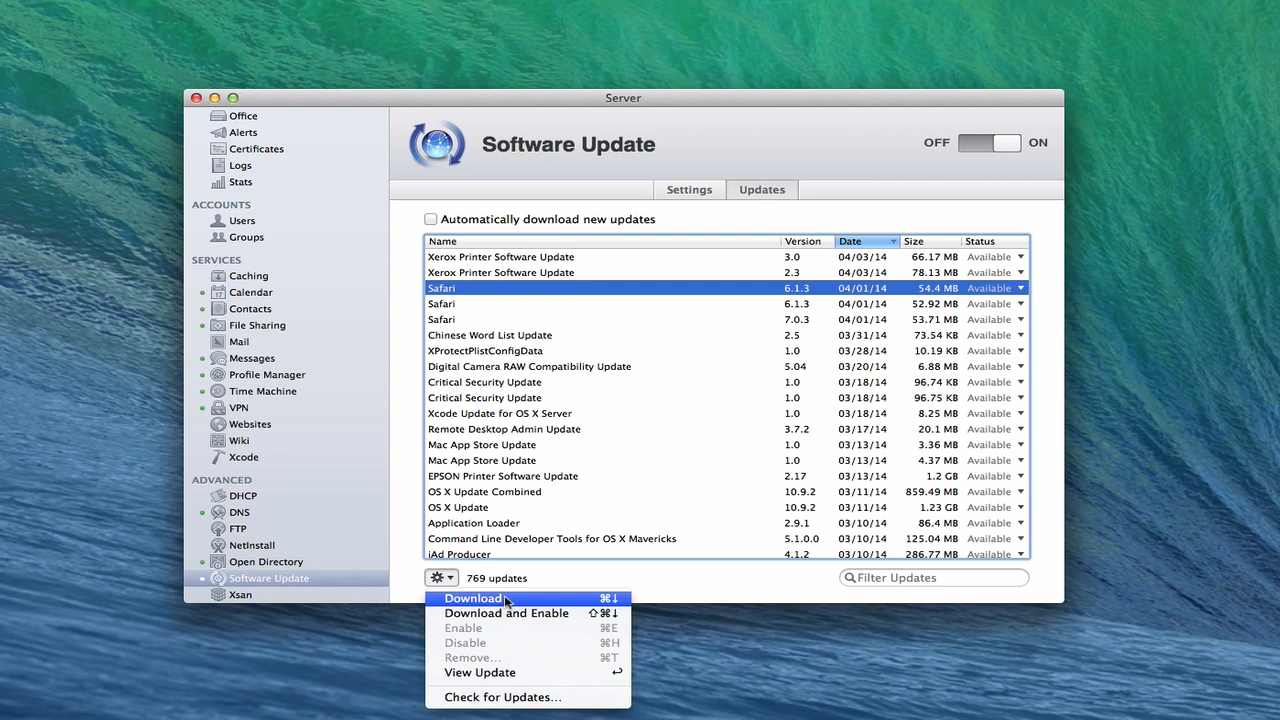 Server
Office
Alerts
Certificates
Logs
Stats
ACCOUNTS
Users
Groups
SERVICES
Caching
17 Calendar
Contacts
File Sharing
Mail
Messages
Profile Manager
Time Machine
VPN
Websites
Wiki
Xcode
ADVANCED
DHCP
DNS
FTP
NetInstall
Open Directory
Software Update
Xsan
Software Update OFF ON
Settings Updates
Automatically download new updates
Name Version Date Size Status
Xerox Printer Software Update 3.0 04/03/14 66.17 MB Available
Xerox Printer Software Update 2.3 04/03/14 78.13 MB Available
Safari 6.1.3 04/01/14 54.4 MB Available
Safari 6.1.3 04/01/14 52.92 MB Available
Safari 7.0.3 04/01/14 53.71 MB Available
Chinese Word List Update 2.5 03/31/14 73.54 KB Available
XProtectPlistConfigData 1.0 03/28/14 10.19 KB Available
Digital Camera RAW Compatibility Update 5.04 03/20/14 6.88 MB Available
Critical Security Update 1.0 03/18/14 96.74 KB Available
Critical Security Update 1.0 03/18/14 96.75 KB Available
Xcode Update for OS X Server 1.0 03/18/14 8.25 MB Available
Remote Desktop Admin Update 3.7.2 03/17/14 20.1 MB Available
Mac App Store Update 1.0 03/13/14 3.36 MB Available
Mac App Store Update 1.0 03/13/14 4.37 MB Available
EPSON Printer Software Update 2.17 03/13/14 1.2 GB Available
OS X Update Combined 10.9.2 03/11/14 859.49 MB Available
OS X Update 10.9.2 03/11/14 1.23 GB Available
Application Loader 2.9.1 03/10/14 86.4 MB Available
Command Line Developer Tools for OS X Mavericks 5.1.0.0 03/10/14 125.04 MB Available
iAd Producer 4.1.2 03/10/14 286.77 MB Available
769 updates Filter Updates
Download ⌘↓
Download and Enable ⇧⌘↓
Enable ⌘E
Disable ⌘H
Remove... ⌘T
View Update ↩
Check for Updates...